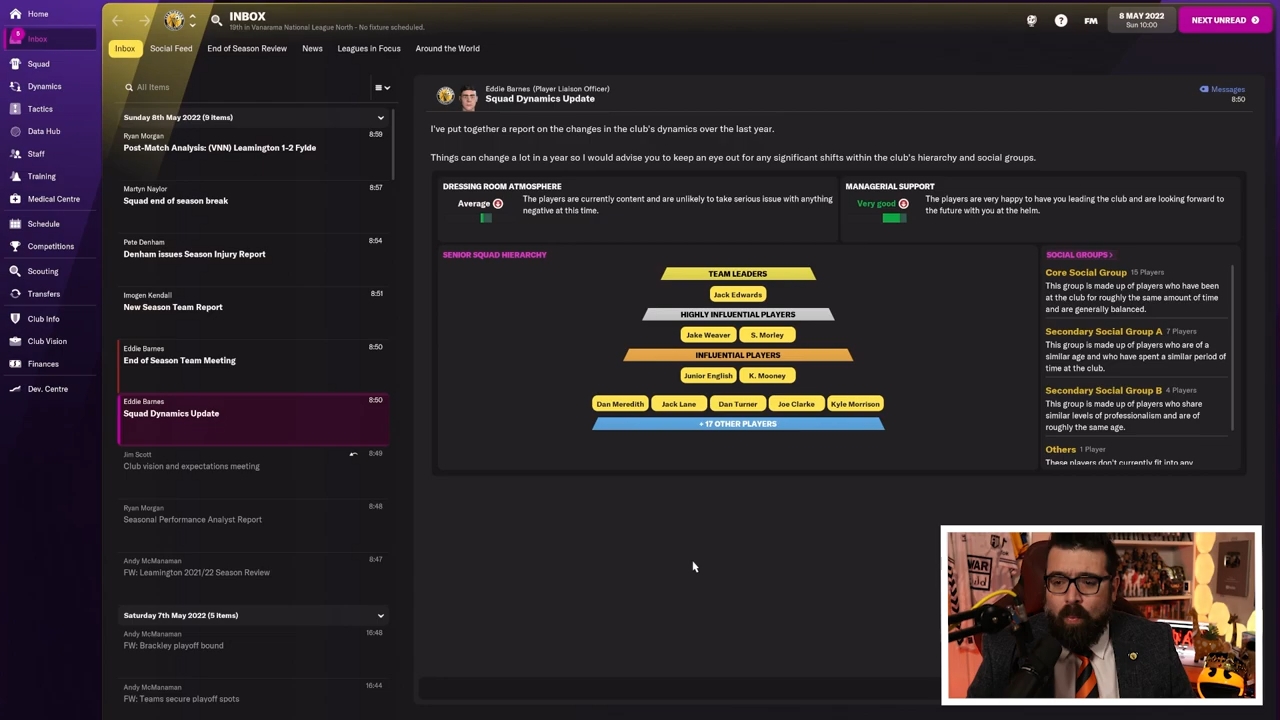 Home
5
Inbox
Squad
Dynamics
Tactics
Data Hub
Staff
Training
Medical Centre
Schedule
Competitions
Scouting
Transfers
Club Info
Club Vision
Finances
Dev. Centre
INBOX
19th in Vanarama National League North - No fixture scheduled.
?
FM
8 MAY 2022
Sun 10:00
NEXT UNREAD
Inbox
Social Feed
End of Season Review
News
Leagues in Focus
Around the World
All Items
Sunday 8th May 2022 (9 items)
Ryan Morgan
8:59
Post-Match Analysis: (VNN) Leamington 1-2 Fylde
Martyn Naylor
8:57
Squad end of season break
Pete Denham
8:54
Denham issues Season Injury Report
Imogen Kendall
8:51
New Season Team Report
Eddie Barnes
8:50
End of Season Team Meeting
Eddie Barnes
8:50
Squad Dynamics Update
Jim Scott
8:49
Club vision and expectations meeting
Ryan Morgan
8:48
Seasonal Performance Analyst Report
Andy McManaman
8:47
FW: Leamington 2021/22 Season Review
Saturday 7th May 2022 (5 items)
Andy McManaman
16:48
FW: Brackley playoff bound
Andy McManaman
16:44
FW: Teams secure playoff spots
Eddie Barnes (Player Liaison Officer)
Squad Dynamics Update
Messages
8:50
I've put together a report on the changes in the club's dynamics over the last year.
Things can change a lot in a year so I would advise you to keep an eye out for any significant shifts within the club's hierarchy and social groups.
DRESSING ROOM ATMOSPHERE
Average
The players are currently content and are unlikely to take serious issue with anything
negative at this time.
MANAGERIAL SUPPORT
Very good
The players are very happy to have you leading the club and are looking forward to
the future with you at the helm.
SENIOR SQUAD HIERARCHY
TEAM LEADERS
Jack Edwards
HIGHLY INFLUENTIAL PLAYERS
Jake Weaver
S. Morley
INFLUENTIAL PLAYERS
Junior English
K. Mooney
Dan Meredith
Jack Lane
Dan Turner
Joe Clarke
Kyle Morrison
+ 17 OTHER PLAYERS
SOCIAL GROUPS >
Core Social Group 15 Players
This group is made up of players who have been
at the club for roughly the same amount of time
and are generally balanced.
Secondary Social Group A 7 Players
This group is made up of players who are of a
similar age and who have spent a similar period of
time at the club.
Secondary Social Group B 4 Players
This group is made up of players who share
similar levels of professionalism and are of
roughly the same age.
Others 1 Player
These players don't currently fit into any
WAR